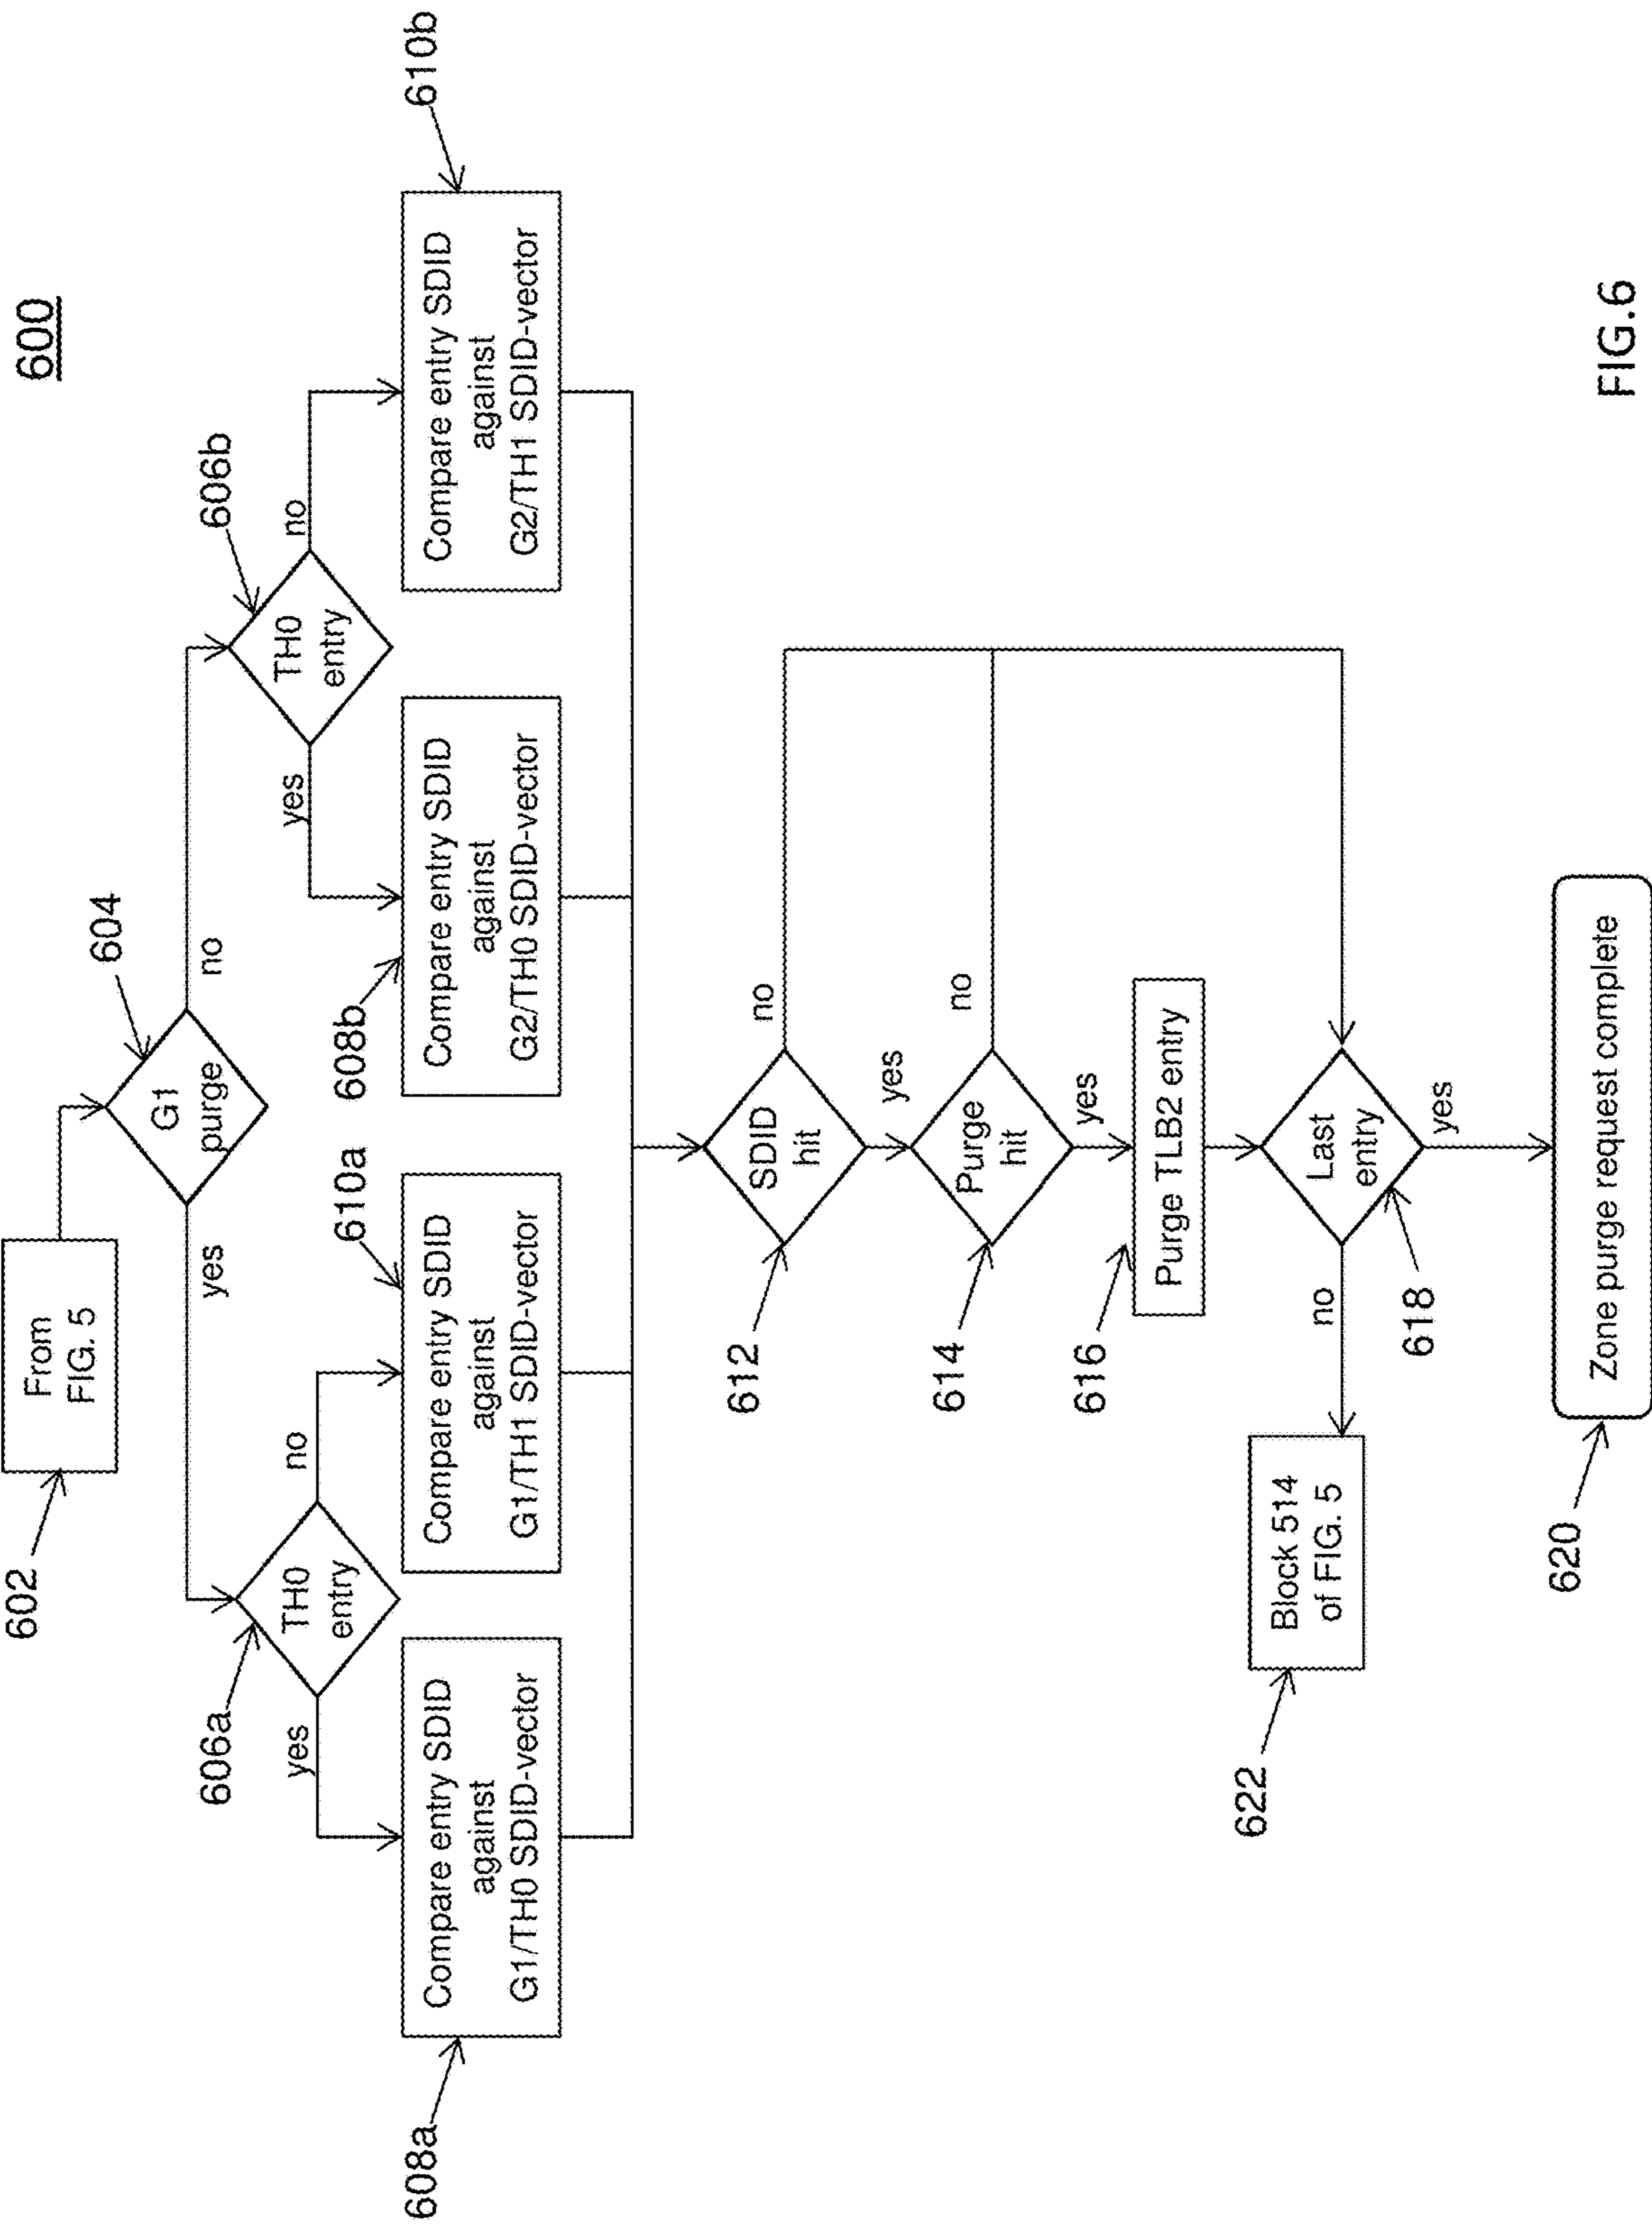 600
602
From
FIG. 5
604
G1
purge
yes
no
606a
TH0
entry
yes
no
606b
TH0
entry
yes
no
608a
Compare entry SDID
against
G1/TH0 SDID-vector
610a
Compare entry SDID
against
G1/TH1 SDID-vector
608b
Compare entry SDID
against
G2/TH0 SDID-vector
610b
Compare entry SDID
against
G2/TH1 SDID-vector
612
SDID
hit
no
yes
614
Purge
hit
no
yes
616
Purge TLB2 entry
618
Last
entry
no
yes
622
Block 514
of FIG. 5
620
Zone purge request complete
FIG.6